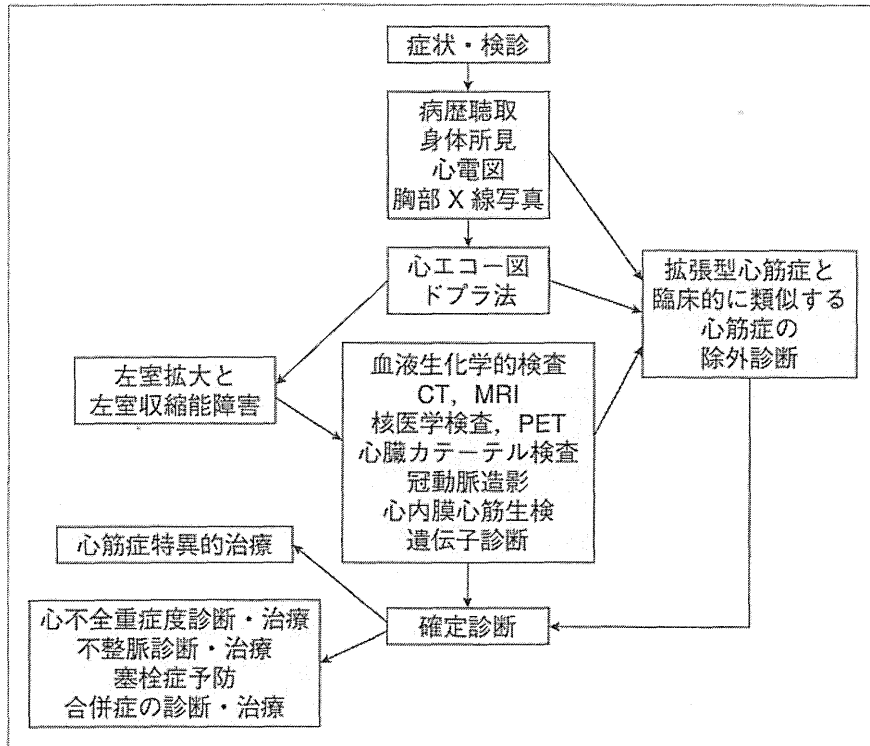 症状・検診
病歴聴取
身体所見
心電図
胸部 X 線写真
心エコー図
ドプラ法
拡張型心筋症と
臨床的に類似する
心筋症の
除外診断
左室拡大と
左室収縮能障害
血液生化学的検査
CT，MRI
核医学検査，PET
心臓カテーテル検査
冠動脈造影
心内膜心筋生検
遺伝子診断
心筋症特異的治療
確定診断
心不全重症度診断・治療
不整脈診断・治療
塞栓症予防
合併症の診断・治療